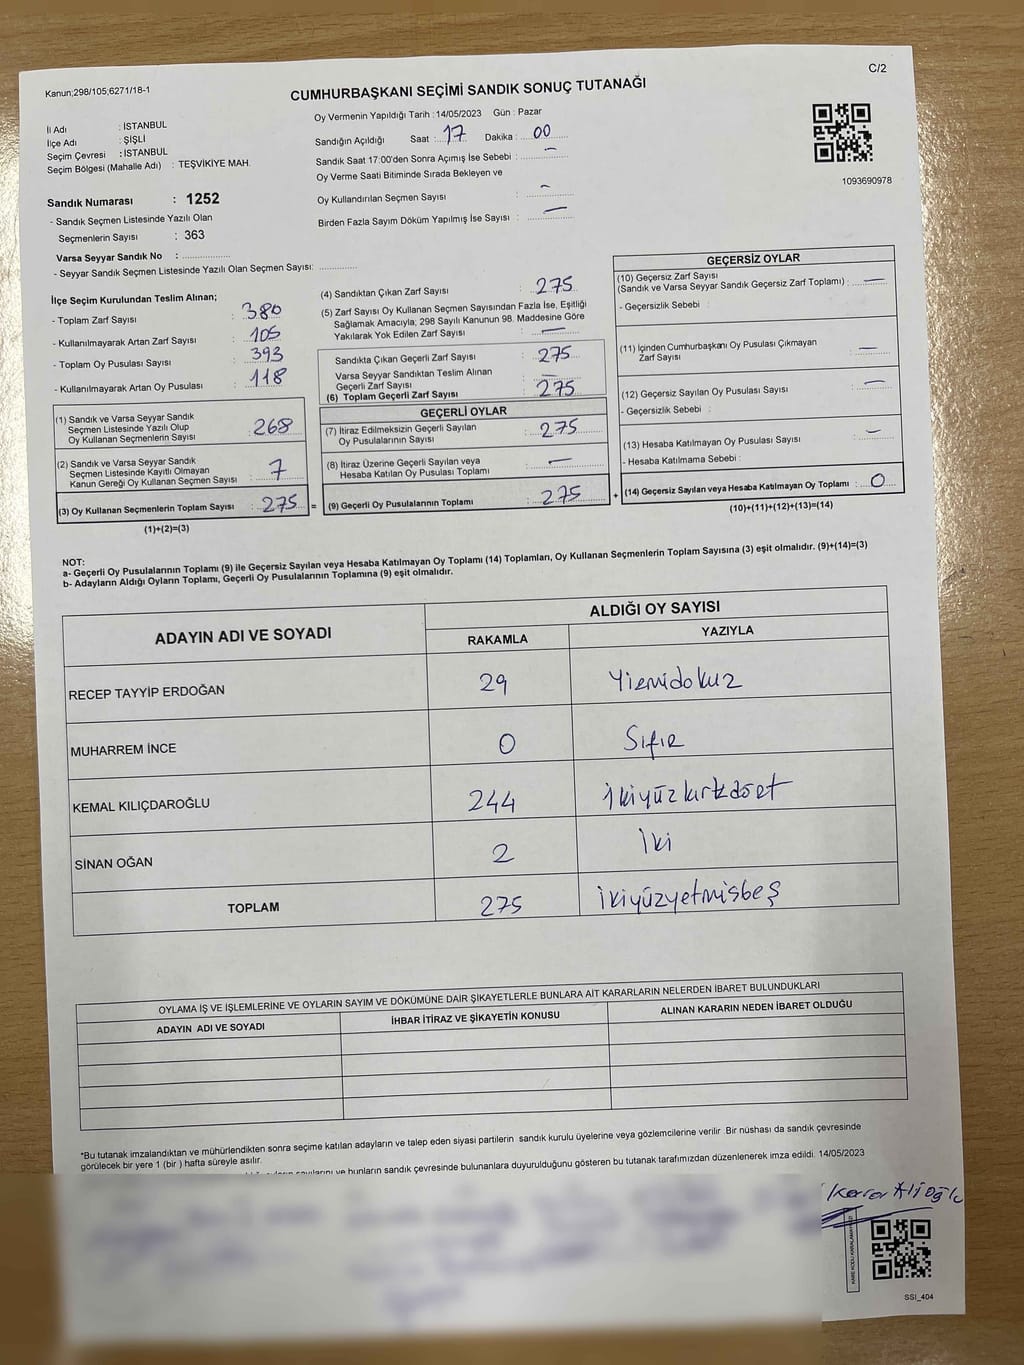 Kanun;298/105;6271/18-1
C/2
CUMHURBAŞKANI SEÇİMİ SANDIK SONUÇ TUTANAĞI
Oy Vermenin Yapıldığı Tarih : 14/05/2023 Gün : Pazar
İl Adı : İSTANBUL
İlçe Adı : ŞİŞLİ
Seçim Çevresi : İSTANBUL
Seçim Bölgesi (Mahalle Adı) : TEŞVİKİYE MAH.
Sandığın Açıldığı Saat : 17 Dakika : 00
Sandık Saat 17:00'den Sonra Açımış İse Sebebi : —
Oy Verme Saati Bitiminde Sırada Bekleyen ve
Oy Kullandırılan Seçmen Sayısı : —
Birden Fazla Sayım Döküm Yapılmış İse Sayısı : —
1093690978
Sandık Numarası : 1252
- Sandık Seçmen Listesinde Yazılı Olan
Seçmenlerin Sayısı : 363
Varsa Seyyar Sandık No :
- Seyyar Sandık Seçmen Listesinde Yazılı Olan Seçmen Sayısı:
İlçe Seçim Kurulundan Teslim Alınan;
- Toplam Zarf Sayısı : 380
- Kullanılmayarak Artan Zarf Sayısı : 105
- Toplam Oy Pusulası Sayısı : 393
- Kullanılmayarak Artan Oy Pusulası : 118
(1) Sandık ve Varsa Seyyar Sandık
Seçmen Listesinde Yazılı Olup
Oy Kullanan Seçmenlerin Sayısı : 268
(2) Sandık ve Varsa Seyyar Sandık
Seçmen Listesinde Kayıtlı Olmayan
Kanun Gereği Oy Kullanan Seçmen Sayısı : 7
(3) Oy Kullanan Seçmenlerin Toplam Sayısı : 275 =
(1)+(2)=(3)
(4) Sandıktan Çıkan Zarf Sayısı : 275
(5) Zarf Sayısı Oy Kullanan Seçmen Sayısından Fazla İse, Eşitliği
Sağlamak Amacıyla; 298 Sayılı Kanunun 98. Maddesine Göre
Yakılarak Yok Edilen Zarf Sayısı : —
Sandıkta Çıkan Geçerli Zarf Sayısı : 275
Varsa Seyyar Sandıktan Teslim Alınan
Geçerli Zarf Sayısı : —
(6) Toplam Geçerli Zarf Sayısı : 275
GEÇERLİ OYLAR
(7) İtiraz Edilmeksizin Geçerli Sayılan
Oy Pusulalarının Sayısı : 275
(8) İtiraz Üzerine Geçerli Sayılan veya
Hesaba Katılan Oy Pusulası Toplamı : —
(9) Geçerli Oy Pusulalarının Toplamı : 275 +
GEÇERSİZ OYLAR
(10) Geçersiz Zarf Sayısı
(Sandık ve Varsa Seyyar Sandık Geçersiz Zarf Toplamı) : —
- Geçersizlik Sebebi :
(11) İçinden Cumhurbaşkanı Oy Pusulası Çıkmayan
Zarf Sayısı : —
(12) Geçersiz Sayılan Oy Pusulası Sayısı : —
- Geçersizlik Sebebi :
(13) Hesaba Katılmayan Oy Pusulası Sayısı : —
- Hesaba Katılmama Sebebi :
(14) Geçersiz Sayılan veya Hesaba Katılmayan Oy Toplamı : 0
(10)+(11)+(12)+(13)=(14)
NOT:
a- Geçerli Oy Pusulalarının Toplamı (9) ile Geçersiz Sayılan veya Hesaba Katılmayan Oy Toplamı (14) Toplamları, Oy Kullanan Seçmenlerin Toplam Sayısına (3) eşit olmalıdır. (9)+(14)=(3)
b- Adayların Aldığı Oyların Toplamı, Geçerli Oy Pusulalarının Toplamına (9) eşit olmalıdır.
ADAYIN ADI VE SOYADI
ALDIĞI OY SAYISI
RAKAMLA YAZIYLA
RECEP TAYYİP ERDOĞAN 29 Yirmidokuz
MUHARREM İNCE 0 Sıfır
KEMAL KILIÇDAROĞLU 244 ikiyüzkırkdört
SİNAN OĞAN 2 İki
TOPLAM 275 ikiyüzyetmisbeş
OYLAMA İŞ VE İŞLEMLERİNE VE OYLARIN SAYIM VE DÖKÜMÜNE DAİR ŞİKAYETLERLE BUNLARA AİT KARARLARIN NELERDEN İBARET BULUNDUKLARI
ADAYIN ADI VE SOYADI İHBAR İTİRAZ VE ŞİKAYETİN KONUSU ALINAN KARARIN NEDEN İBARET OLDUĞU
*Bu tutanak imzalandıktan ve mühürlendikten sonra seçime katılan adayların ve talep eden siyasi partilerin sandık kurulu üyelerine veya gözlemcilerine verilir .Bir nüshası da sandık çevresinde
görülecek bir yere 1 (bir ) hafta süreyle asılır.
sayılarını ve bunların sandık çevresinde bulunanlara duyurulduğunu gösteren bu tutanak tarafımızdan düzenlenerek imza edildi. 14/05/2023
SSI_404